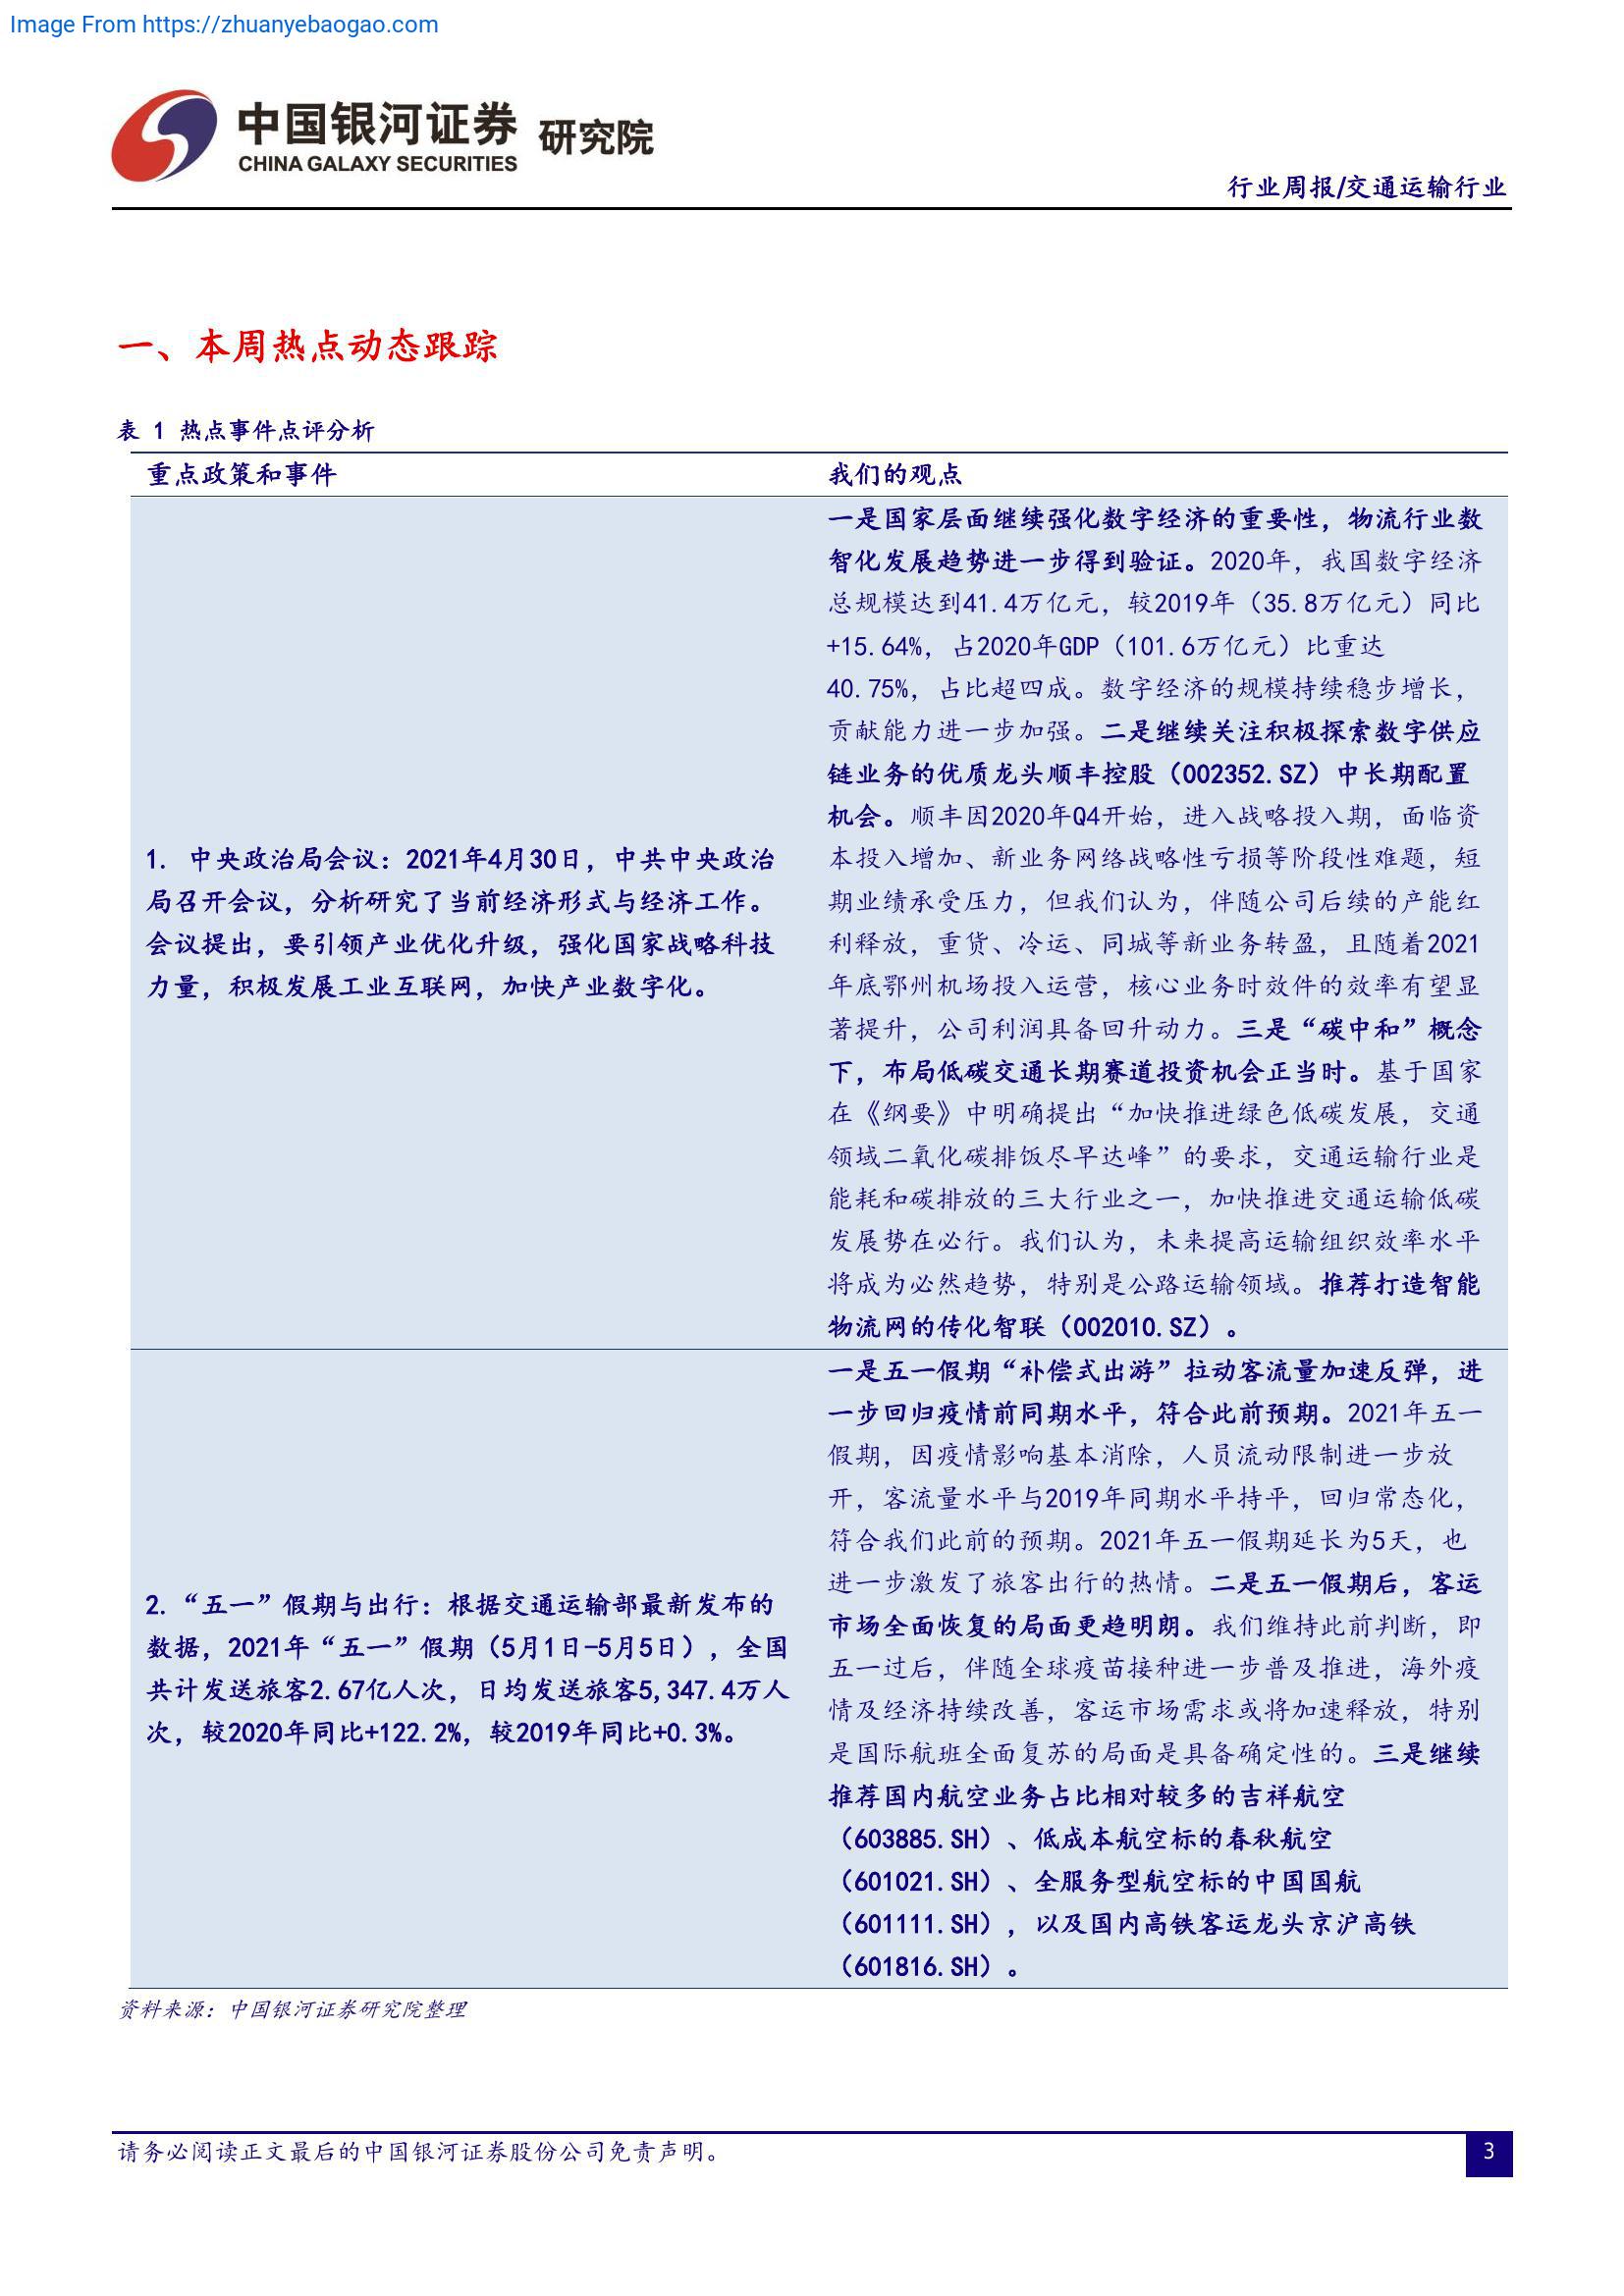 Image From https://zhuanyebaogao.com
中国银河证券 研究院
CHINA GALAXY SECURITIES
行业周报/交通运输行业
一、本周热点动态跟踪
表 1 热点事件点评分析
重点政策和事件
我们的观点
1. 中央政治局会议：2021年4月30日，中共中央政治
局召开会议，分析研究了当前经济形式与经济工作。
会议提出，要引领产业优化升级，强化国家战略科技
力量，积极发展工业互联网，加快产业数字化。
一是国家层面继续强化数字经济的重要性，物流行业数
智化发展趋势进一步得到验证。2020年，我国数字经济
总规模达到41.4万亿元，较2019年（35.8万亿元）同比
+15.64%，占2020年GDP（101.6万亿元）比重达
40.75%，占比超四成。数字经济的规模持续稳步增长，
贡献能力进一步加强。二是继续关注积极探索数字供应
链业务的优质龙头顺丰控股（002352.SZ）中长期配置
机会。顺丰因2020年Q4开始，进入战略投入期，面临资
本投入增加、新业务网络战略性亏损等阶段性难题，短
期业绩承受压力，但我们认为，伴随公司后续的产能红
利释放，重货、冷运、同城等新业务转盈，且随着2021
年底鄂州机场投入运营，核心业务时效件的效率有望显
著提升，公司利润具备回升动力。三是“碳中和”概念
下，布局低碳交通长期赛道投资机会正当时。基于国家
在《纲要》中明确提出“加快推进绿色低碳发展，交通
领域二氧化碳排饭尽早达峰”的要求，交通运输行业是
能耗和碳排放的三大行业之一，加快推进交通运输低碳
发展势在必行。我们认为，未来提高运输组织效率水平
将成为必然趋势，特别是公路运输领域。推荐打造智能
物流网的传化智联（002010.SZ）。
2.“五一”假期与出行：根据交通运输部最新发布的
数据，2021年“五一”假期（5月1日-5月5日），全国
共计发送旅客2.67亿人次，日均发送旅客5,347.4万人
次，较2020年同比+122.2%，较2019年同比+0.3%。
一是五一假期“补偿式出游”拉动客流量加速反弹，进
一步回归疫情前同期水平，符合此前预期。2021年五一
假期，因疫情影响基本消除，人员流动限制进一步放
开，客流量水平与2019年同期水平持平，回归常态化，
符合我们此前的预期。2021年五一假期延长为5天，也
进一步激发了旅客出行的热情。二是五一假期后，客运
市场全面恢复的局面更趋明朗。我们维持此前判断，即
五一过后，伴随全球疫苗接种进一步普及推进，海外疫
情及经济持续改善，客运市场需求或将加速释放，特别
是国际航班全面复苏的局面是具备确定性的。三是继续
推荐国内航空业务占比相对较多的吉祥航空
（603885.SH）、低成本航空标的春秋航空
（601021.SH）、全服务型航空标的中国国航
（601111.SH），以及国内高铁客运龙头京沪高铁
（601816.SH）。
资料来源：中国银河证券研究院整理
请务必阅读正文最后的中国银河证券股份公司免责声明。
3